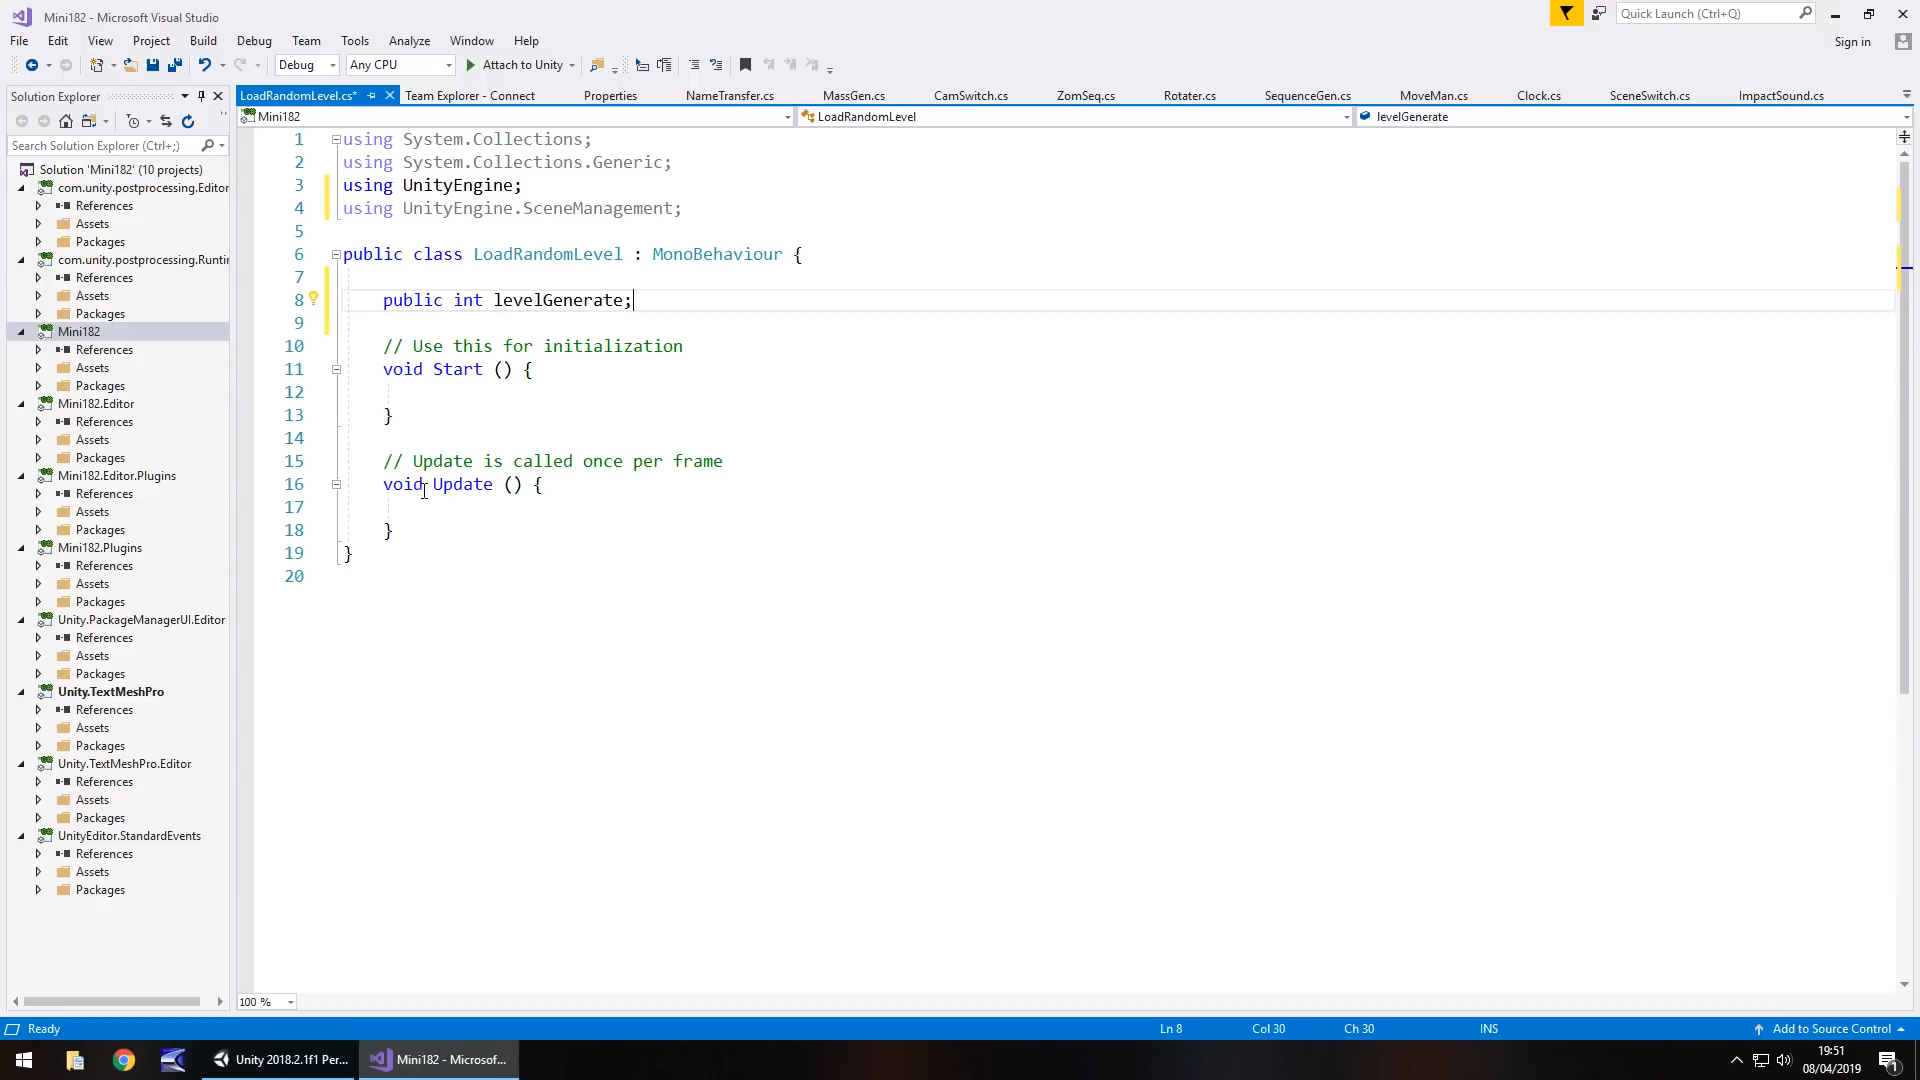 Mini182 - Microsoft Visual Studio
Quick Launch (Ctrl+Q)
File Edit View Project Build Debug Team Tools Analyze Window Help
Sign in
Debug Any CPU Attach to Unity
Solution Explorer
LoadRandomLevel.cs* Team Explorer - Connect Properties NameTransfer.cs MassGen.cs CamSwitch.cs ZomSeq.cs Rotater.cs SequenceGen.cs MoveMan.cs Clock.cs SceneSwitch.cs ImpactSound.cs
Mini182 LoadRandomLevel levelGenerate
Search Solution Explorer (Ctrl+;)
Solution 'Mini182' (10 projects)
com.unity.postprocessing.Editor
References
Assets
Packages
com.unity.postprocessing.Runti
References
Assets
Packages
Mini182
References
Assets
Packages
Mini182.Editor
References
Assets
Packages
Mini182.Editor.Plugins
References
Assets
Packages
Mini182.Plugins
References
Assets
Packages
Unity.PackageManagerUI.Editor
References
Assets
Packages
Unity.TextMeshPro
References
Assets
Packages
Unity.TextMeshPro.Editor
References
Assets
Packages
UnityEditor.StandardEvents
References
Assets
Packages
1 using System.Collections;
2 using System.Collections.Generic;
3 using UnityEngine;
4 using UnityEngine.SceneManagement;
5
6 public class LoadRandomLevel : MonoBehaviour {
7
8 public int levelGenerate;
9
10 // Use this for initialization
11 void Start () {
12
13 }
14
15 // Update is called once per frame
16 void Update () {
17
18 }
19 }
20
100 %
Ready Ln 8 Col 30 Ch 30 INS Add to Source Control
Unity 2018.2.1f1 Per...
Mini182 - Microsof...
19:51
08/04/2019
1